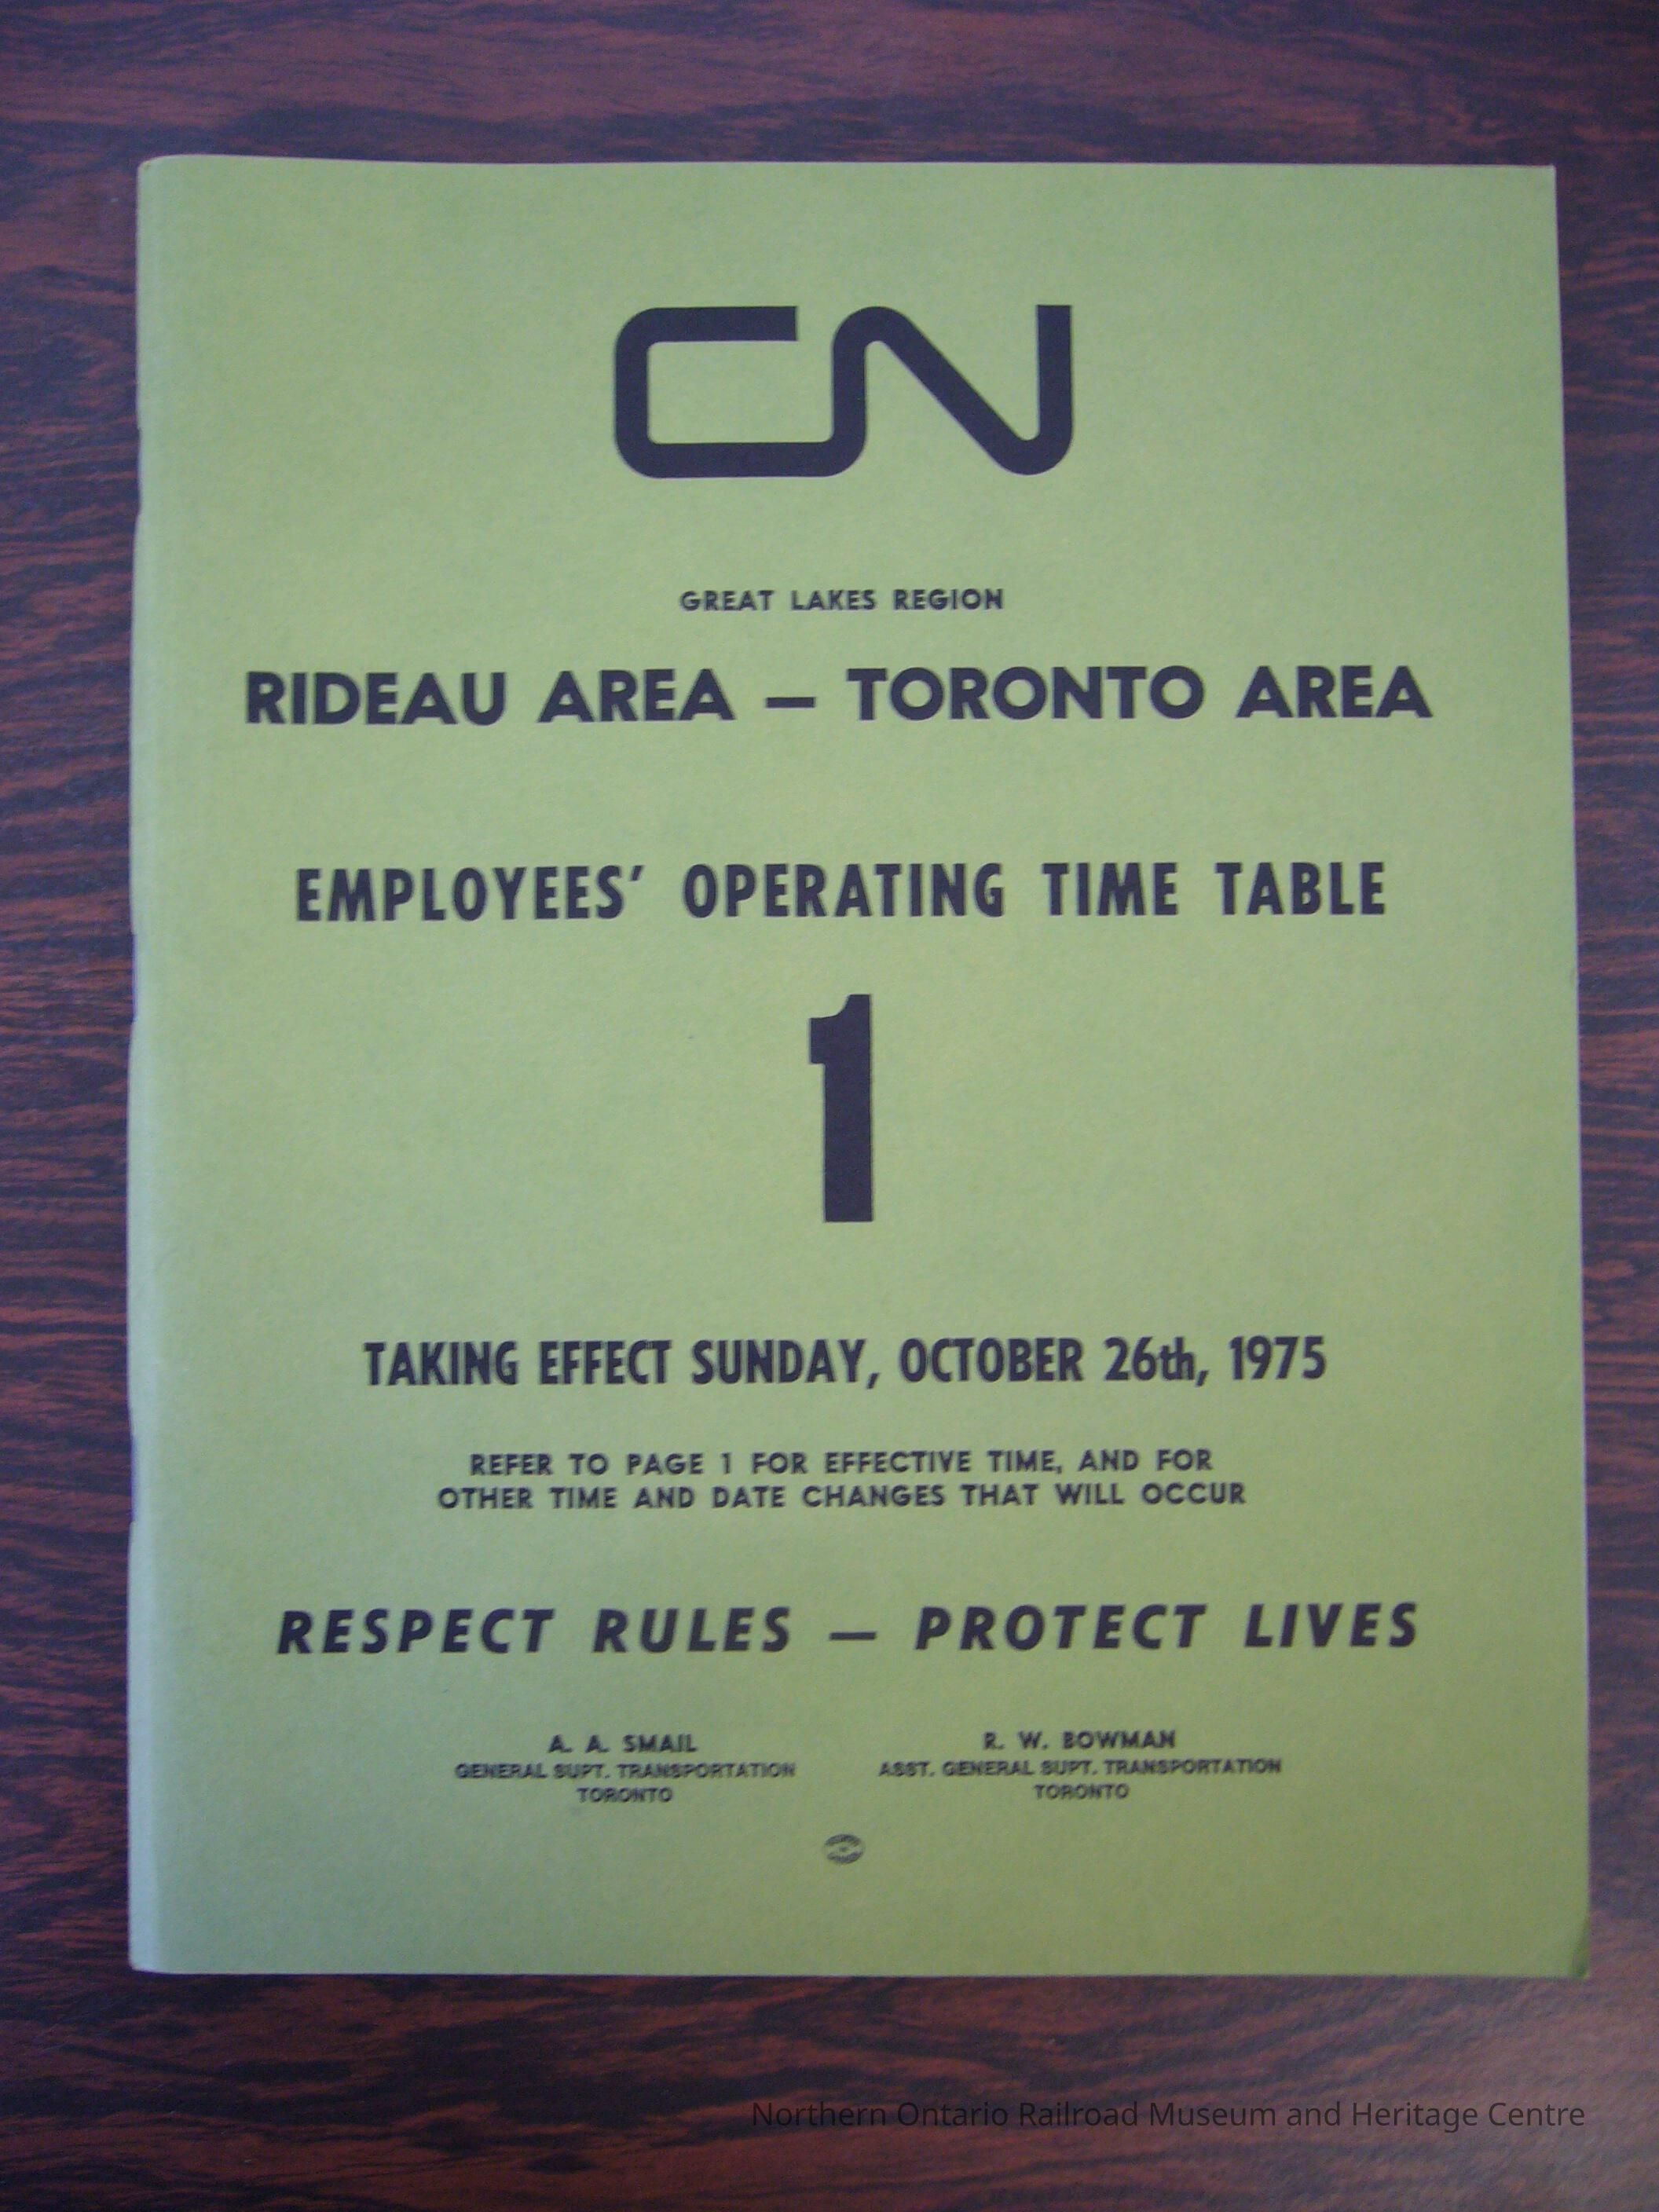 CN
GREAT LAKES REGION
RIDEAU AREA — TORONTO AREA
EMPLOYEES' OPERATING TIME TABLE
1
TAKING EFFECT SUNDAY, OCTOBER 26th, 1975
REFER TO PAGE 1 FOR EFFECTIVE TIME, AND FOR
OTHER TIME AND DATE CHANGES THAT WILL OCCUR
RESPECT RULES — PROTECT LIVES
A. A. SMAIL
GENERAL SUPT. TRANSPORTATION
TORONTO
R. W. BOWMAN
ASST. GENERAL SUPT. TRANSPORTATION
TORONTO
Northern Ontario Railroad Museum and Heritage Centre